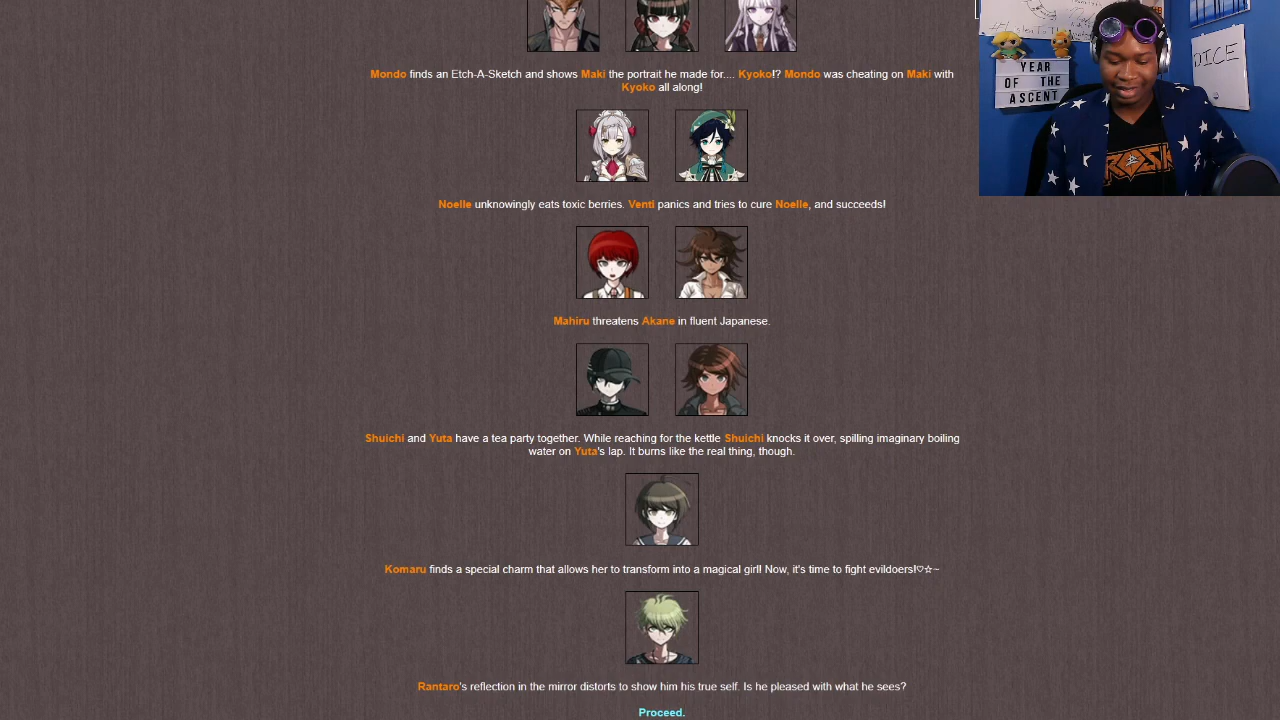 Mondo finds an Etch-A-Sketch and shows Maki the portrait he made for.... Kyoko!? Mondo was cheating on Maki with
Kyoko all along!
YEAR
OF THE
ASCENT
DICE
Noelle unknowingly eats toxic berries. Venti panics and tries to cure Noelle, and succeeds!
Mahiru threatens Akane in fluent Japanese.
Shuichi and Yuta have a tea party together. While reaching for the kettle Shuichi knocks it over, spilling imaginary boiling
water on Yuta's lap. It burns like the real thing, though.
Komaru finds a special charm that allows her to transform into a magical girl! Now, it's time to fight evildoers!♡☆~
Rantaro's reflection in the mirror distorts to show him his true self. Is he pleased with what he sees?
Proceed.